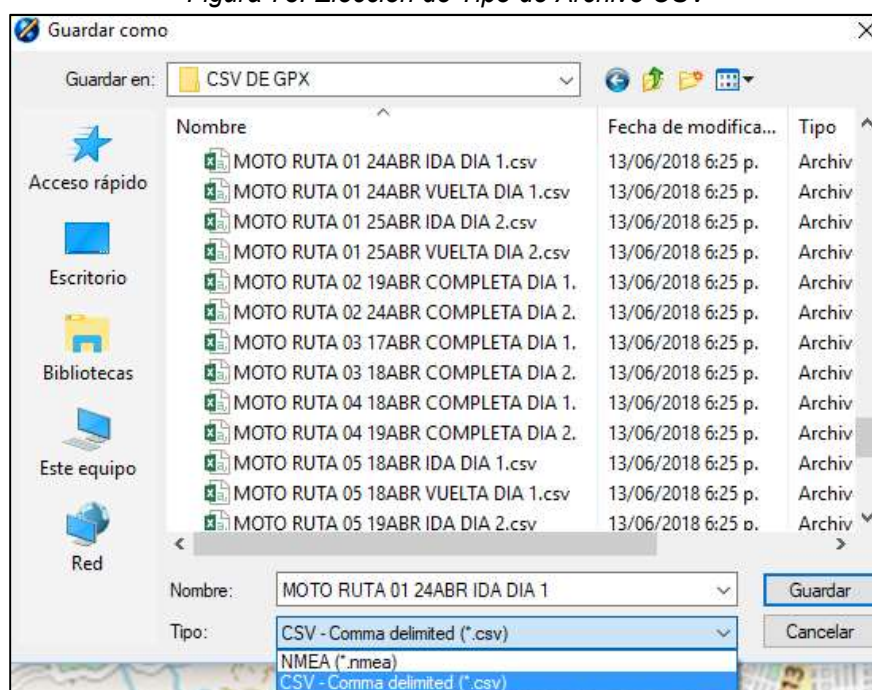 Figura 78. Elección de Tipo de Archivo CSV
Guardar como
Guardar en: CSV DE GPX
Nombre Fecha de modifica... Tipo
MOTO RUTA 01 24ABR IDA DIA 1.csv 13/06/2018 6:25 p. Archiv
MOTO RUTA 01 24ABR VUELTA DIA 1.csv 13/06/2018 6:25 p. Archiv
MOTO RUTA 01 25ABR IDA DIA 2.csv 13/06/2018 6:25 p. Archiv
MOTO RUTA 01 25ABR VUELTA DIA 2.csv 13/06/2018 6:25 p. Archiv
MOTO RUTA 02 19ABR COMPLETA DIA 1. 13/06/2018 6:25 p. Archiv
MOTO RUTA 02 24ABR COMPLETA DIA 2. 13/06/2018 6:25 p. Archiv
MOTO RUTA 03 17ABR COMPLETA DIA 1. 13/06/2018 6:25 p. Archiv
MOTO RUTA 03 18ABR COMPLETA DIA 2. 13/06/2018 6:25 p. Archiv
MOTO RUTA 04 18ABR COMPLETA DIA 1. 13/06/2018 6:25 p. Archiv
MOTO RUTA 04 19ABR COMPLETA DIA 2. 13/06/2018 6:25 p. Archiv
MOTO RUTA 05 18ABR IDA DIA 1.csv 13/06/2018 6:25 p. Archiv
MOTO RUTA 05 18ABR VUELTA DIA 1.csv 13/06/2018 6:25 p. Archiv
MOTO RUTA 05 19ABR IDA DIA 2.csv 13/06/2018 6:25 p. Archiv
Acceso rápido
Escritorio
Bibliotecas
Este equipo
Red
Nombre: MOTO RUTA 01 24ABR IDA DIA 1 Guardar
Tipo: CSV - Comma delimited (*.csv) Cancelar
NMEA (*.nmea)
CSV - Comma delimited (*.csv)